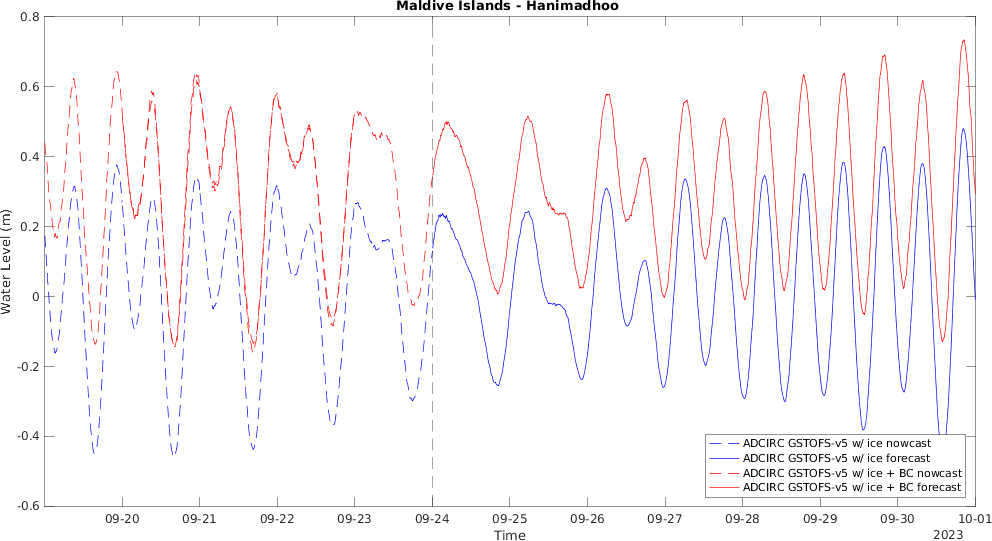 Maldive Islands - Hanimadhoo
Water Level (m)
0.8
0.6
0.4
0.2
0
-0.2
-0.4
-0.6
ADCIRC GSTOFS-v5 w/ ice nowcast
ADCIRC GSTOFS-v5 w/ ice forecast
ADCIRC GSTOFS-v5 w/ ice + BC nowcast
ADCIRC GSTOFS-v5 w/ ice + BC forecast
09-20 09-21 09-22 09-23 09-24 09-25 09-26 09-27 09-28 09-29 09-30 10-01
Time
2023